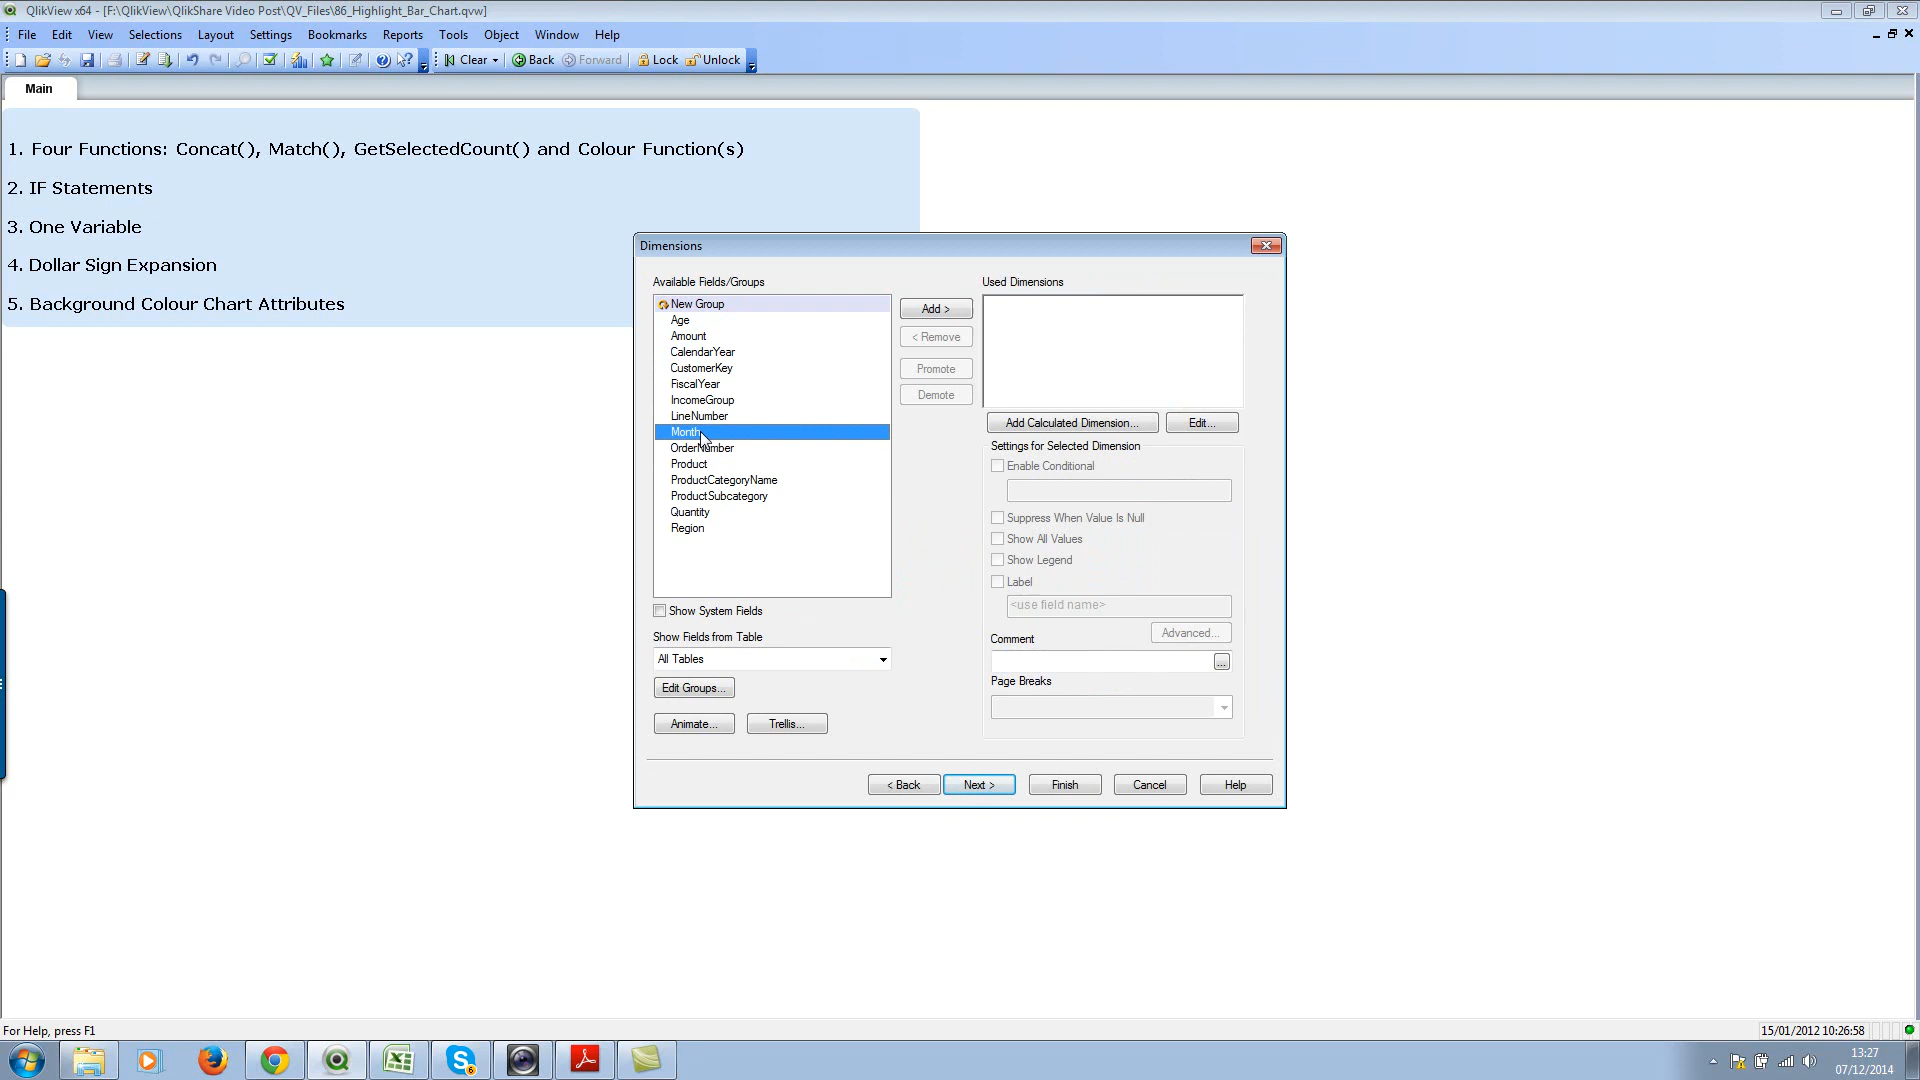 QlikView x64 - [F:\QlikView\QlikShare Video Post\QV_Files\86_Highlight_Bar_Chart.qvw]
File Edit View Selections Layout Settings Bookmarks Reports Tools Object Window Help
Clear Back Forward Lock Unlock
Main
1. Four Functions: Concat(), Match(), GetSelectedCount() and Colour Function(s)
2. IF Statements
3. One Variable
4. Dollar Sign Expansion
5. Background Colour Chart Attributes
Dimensions
Available Fields/Groups
New Group
Age
Amount
CalendarYear
CustomerKey
FiscalYear
IncomeGroup
LineNumber
Month
OrderNumber
Product
ProductCategoryName
ProductSubcategory
Quantity
Region
Show System Fields
Show Fields from Table
All Tables
Edit Groups...
Animate... Trellis...
Add >
< Remove
Promote
Demote
Used Dimensions
Add Calculated Dimension... Edit...
Settings for Selected Dimension
Enable Conditional
Suppress When Value Is Null
Show All Values
Show Legend
Label
<use field name>
Advanced...
Comment
...
Page Breaks
< Back Next > Finish Cancel Help
For Help, press F1
15/01/2012 10:26:58
6
13:27
07/12/2014